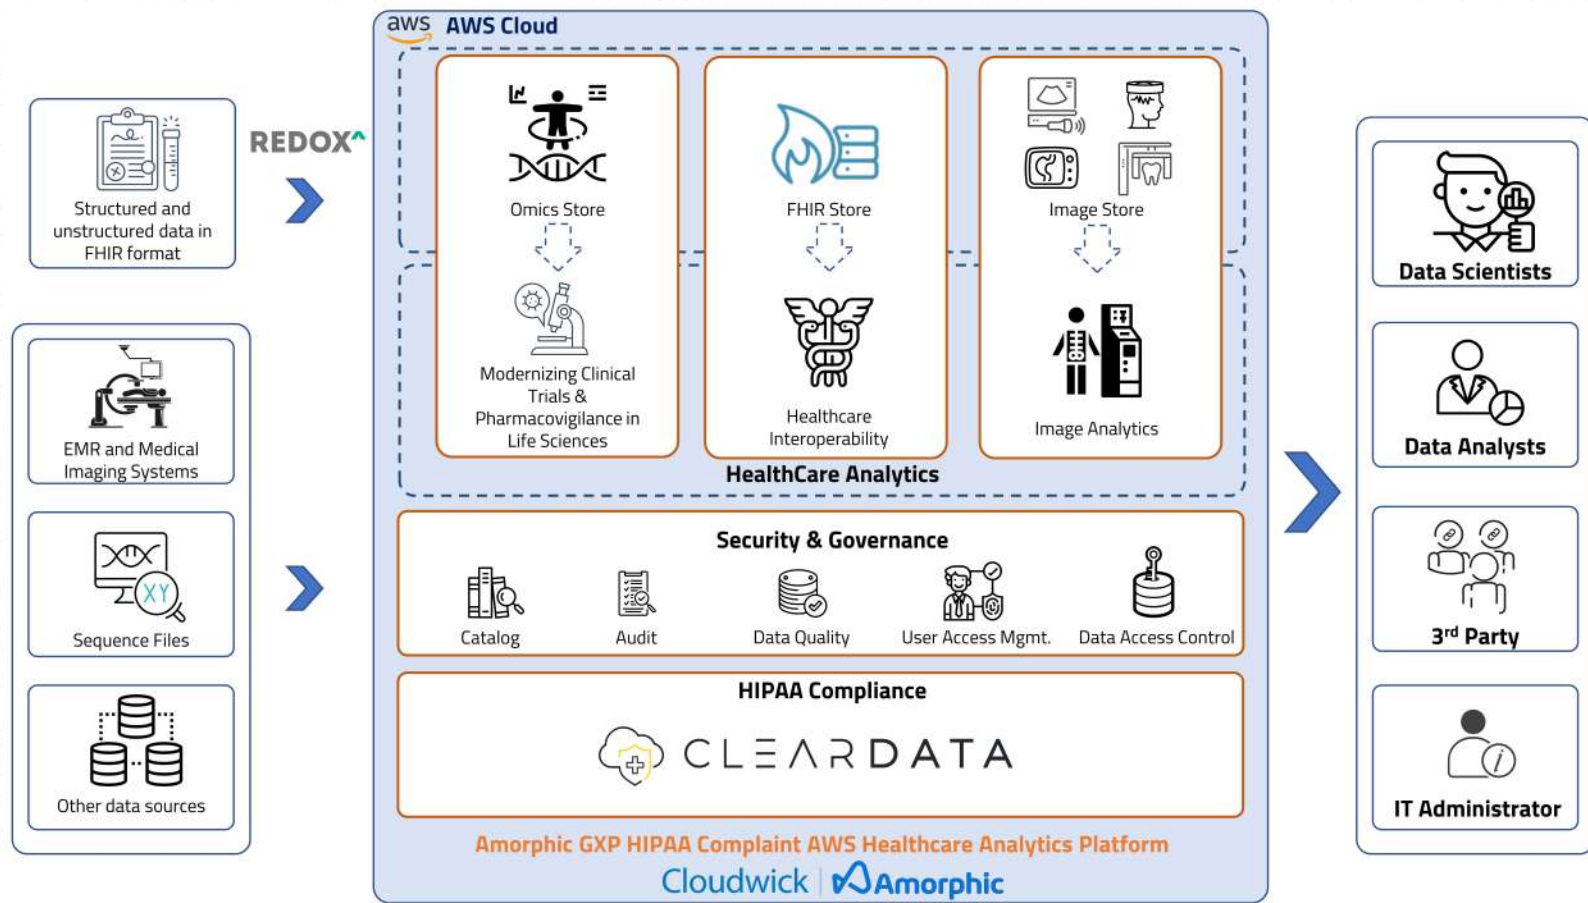 aws AWS Cloud
REDOX
Structured and
unstructured data in
FHIR format
EMR and Medical
Imaging Systems
XY
Sequence Files
Other data sources
Omics Store
FHIR Store
Image Store
Modernizing Clinical
Trials &
Pharmacovigilance in
Life Sciences
Healthcare
Interoperability
Image Analytics
HealthCare Analytics
Security & Governance
Catalog
Audit
Data Quality
User Access Mgmt.
Data Access Control
HIPAA Compliance
CLEARDATA
Amorphic GXP HIPAA Complaint AWS Healthcare Analytics Platform
Cloudwick | Amorphic
Data Scientists
Data Analysts
3rd Party
i
IT Administrator